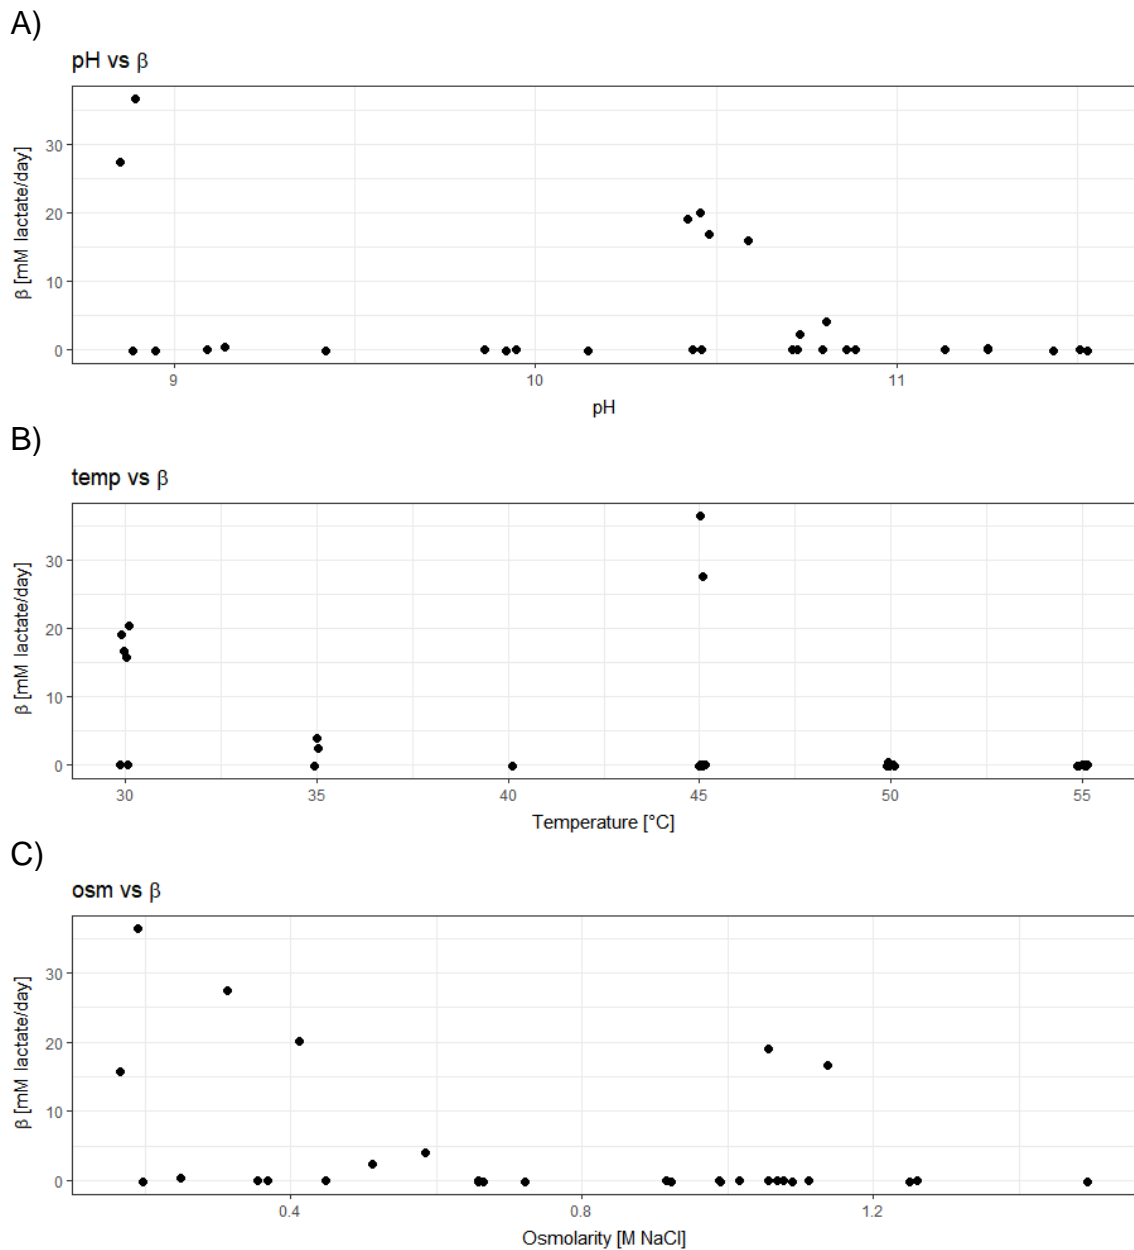 A)
pH vs β
β [mM lactate/day]
30
20
10
0
9
10
11
pH
B)
temp vs β
β [mM lactate/day]
30
20
10
0
30
35
40
45
50
55
Temperature [°C]
C)
osm vs β
β [mM lactate/day]
30
20
10
0
0.4
0.8
1.2
Osmolarity [M NaCl]